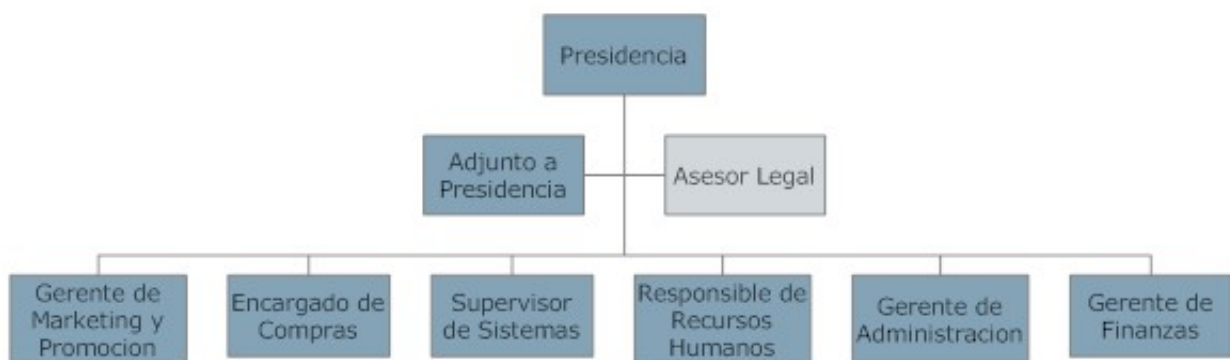 Presidencia
Adjunto a
Presidencia
Asesor Legal
Gerente de
Marketing y
Promocion
Encargado de
Compras
Supervisor
de Sistemas
Responsible de
Recursos
Humanos
Gerente de
Administracion
Gerente de
Finanzas